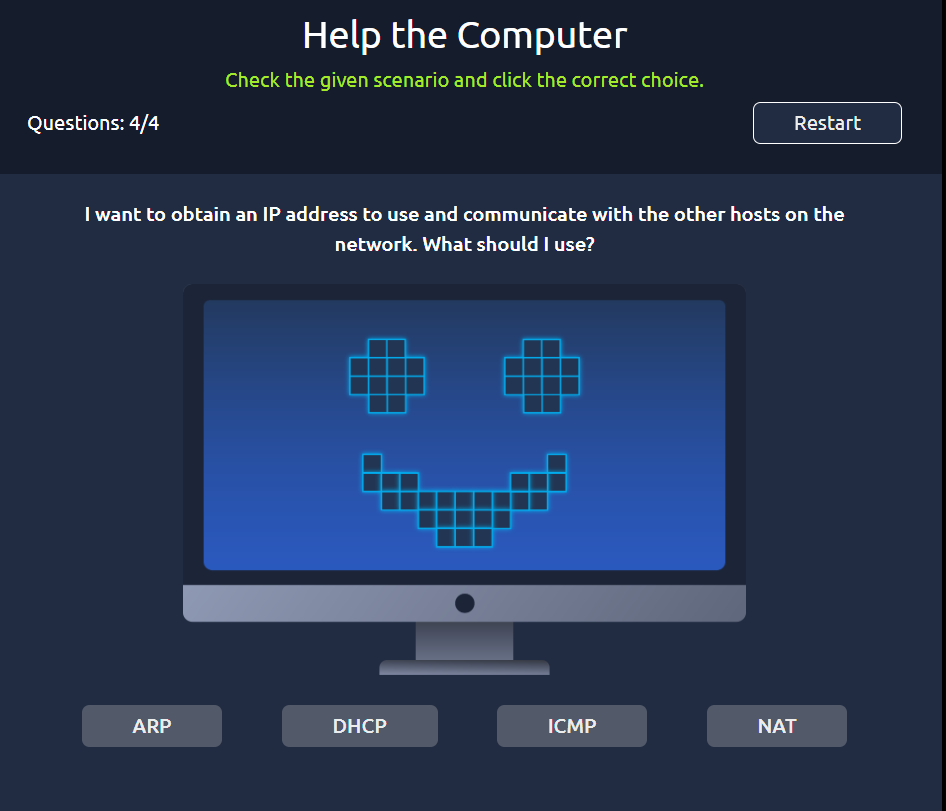 Help the Computer
Check the given scenario and click the correct choice.
Questions: 4/4
Restart
I want to obtain an IP address to use and communicate with the other hosts on the
network. What should I use?
ARP
DHCP
ICMP
NAT